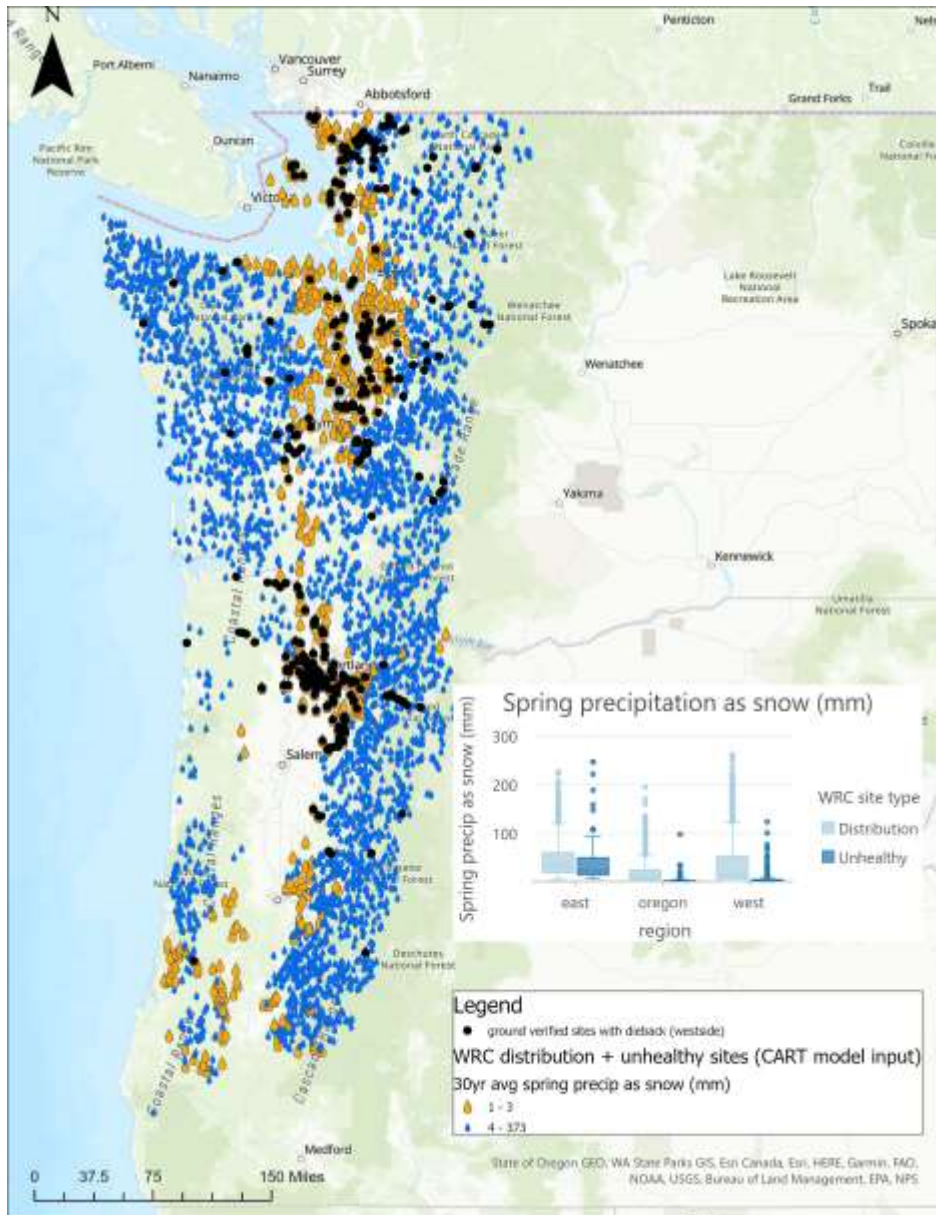 N
Vancouver
Surrey
Port Alberni
Nanaimo
Abbotsford
Penticton
Trail
Grand Forks
Duncan
Pacific Rim
National Park
Reserve
Lake Roosevelt
National
Recreation Area
Wenatchee
National Forest
Wenatchee
Yakima
Kennewick
Umatilla
National Forest
Salem
Deschutes
National Forest
Medford
Spring precipitation as snow (mm)
Spring precip as snow (mm)
300
200
100
east
oregon
west
region
WRC site type
Distribution
Unhealthy
Legend
ground verified sites with dieback (westside)
WRC distribution + unhealthy sites (CART model input)
30yr avg spring precip as snow (mm)
1 - 3
4 - 373
0 37.5 75 150 Miles
State of Oregon GEO, WA State Parks GIS, Esri Canada, Esri, HERE, Garmin, FAO,
NOAA, USGS, Bureau of Land Management, EPA, NPS